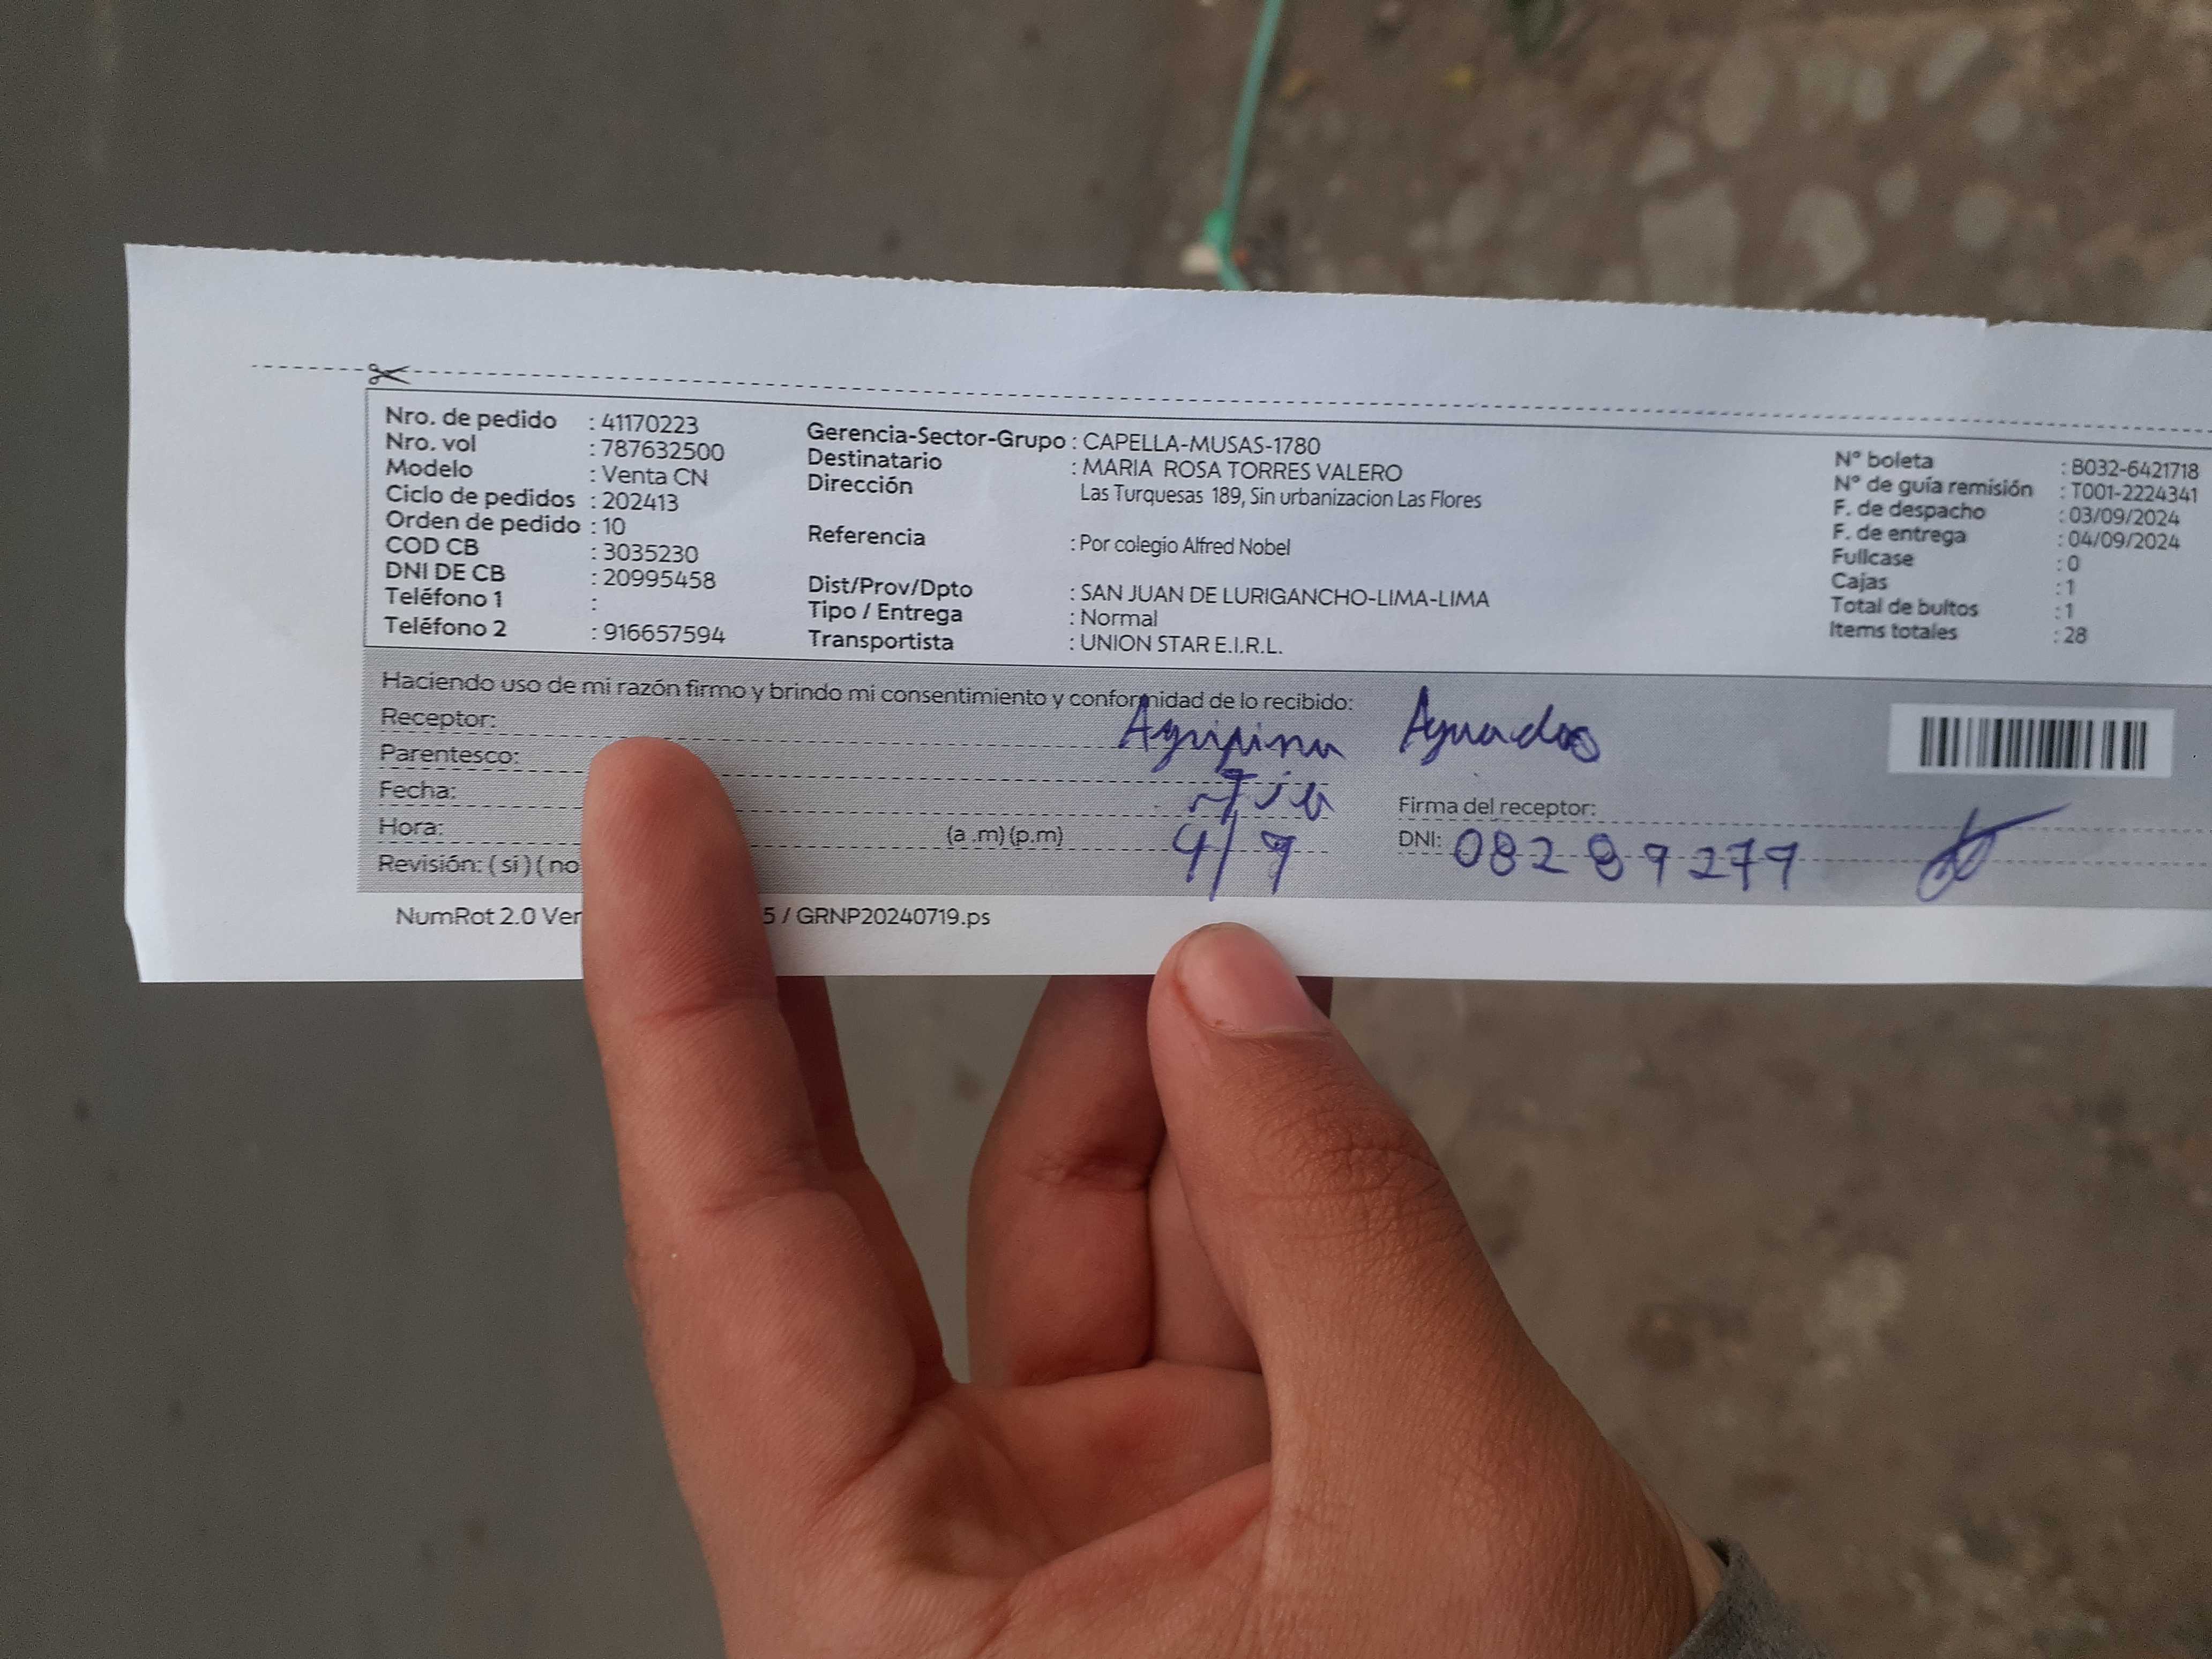 Nro. de pedido : 41170223
Nro. vol : 787632500
Modelo : Venta CN
Ciclo de pedidos : 202413
Orden de pedido : 10
COD CB : 3035230
DNI DE CB : 20995458
Teléfono 1 :
Teléfono 2 : 916657594
Gerencia-Sector-Grupo : CAPELLA-MUSAS-1780
Destinatario : MARIA ROSA TORRES VALERO
Dirección Las Turquesas 189, Sin urbanizacion Las Flores
Referencia : Por colegio Alfred Nobel
Dist/Prov/Dpto : SAN JUAN DE LURIGANCHO-LIMA-LIMA
Tipo / Entrega : Normal
Transportista : UNION STAR E.I.R.L.
N° boleta : B032-6421718
N° de guía remisión : T001-2224341
F. de despacho : 03/09/2024
F. de entrega : 04/09/2024
Fullcase : 0
Cajas : 1
Total de bultos : 1
Items totales : 28
Haciendo uso de mi razón firmo y brindo mi consentimiento y conformidad de lo recibido:
Receptor: Agripina Aguados
Parentesco: Tia
Fecha: 4/9
Hora: (a .m) (p.m)
Revisión: ( si ) ( no
Firma del receptor:
DNI: 08289279
NumRot 2.0 Ver 5 / GRNP20240719.ps